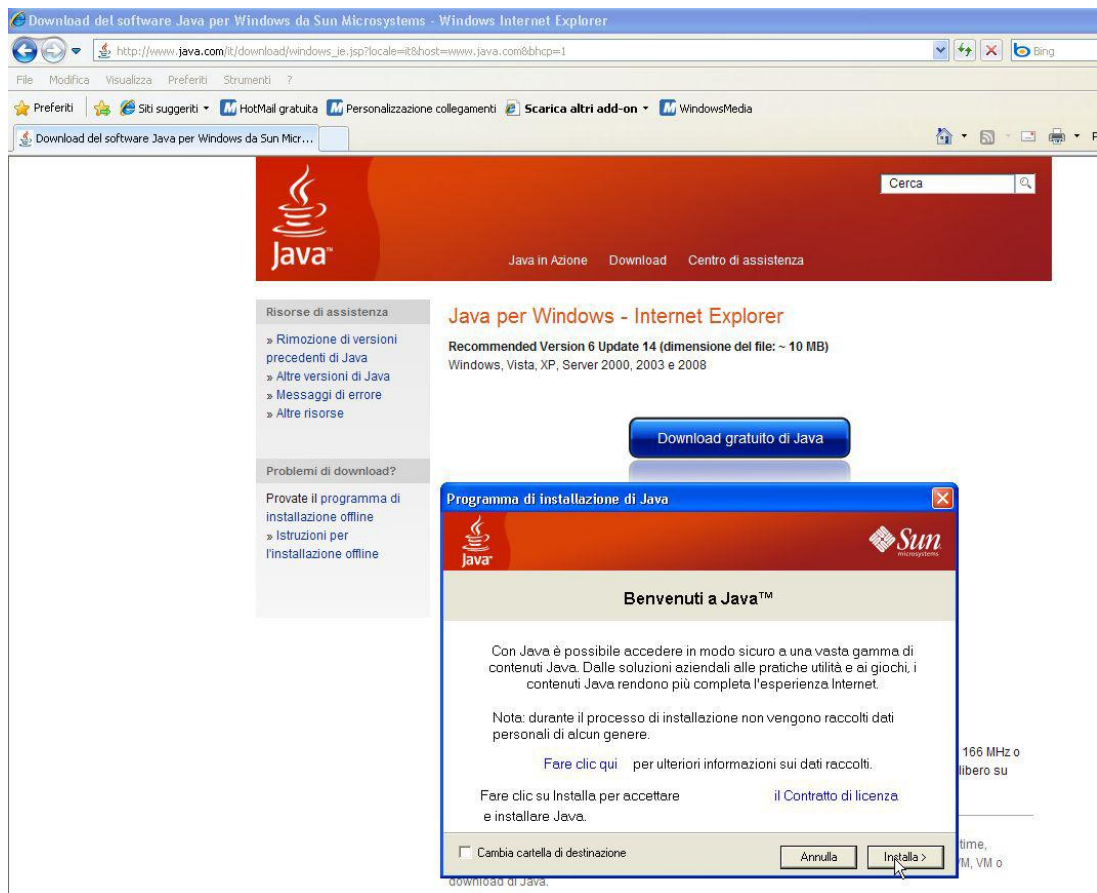 Download del software Java per Windows da Sun Microsystems - Windows Internet Explorer
http://www.java.com/it/download/windows_ie.jsp?locale=it&host=www.java.com&bhcp=1
Bing
File Modifica Visualizza Preferiti Strumenti ?
Preferiti Siti suggeriti HotMail gratuita Personalizzazione collegamenti Scarica altri add-on WindowsMedia
Download del software Java per Windows da Sun Micr...
P
Java™
Cerca
Java in Azione Download Centro di assistenza
Risorse di assistenza
» Rimozione di versioni
precedenti di Java
» Altre versioni di Java
» Messaggi di errore
» Altre risorse
Problemi di download?
Provate il programma di
installazione offline
» Istruzioni per
l'installazione offline
Java per Windows - Internet Explorer
Recommended Version 6 Update 14 (dimensione del file: ~ 10 MB)
Windows, Vista, XP, Server 2000, 2003 e 2008
Download gratuito di Java
Programma di installazione di Java
Java
Sun
microsystems
Benvenuti a Java™
Con Java è possibile accedere in modo sicuro a una vasta gamma di
contenuti Java. Dalle soluzioni aziendali alle pratiche utilità e ai giochi, i
contenuti Java rendono più completa l'esperienza Internet.
Nota: durante il processo di installazione non vengono raccolti dati
personali di alcun genere.
Fare clic qui per ulteriori informazioni sui dati raccolti.
Fare clic su Installa per accettare il Contratto di licenza
e installare Java.
Cambia cartella di destinazione
Annulla
Installa >
166 MHz o
libero su
time,
VM, VM o
download di Java.